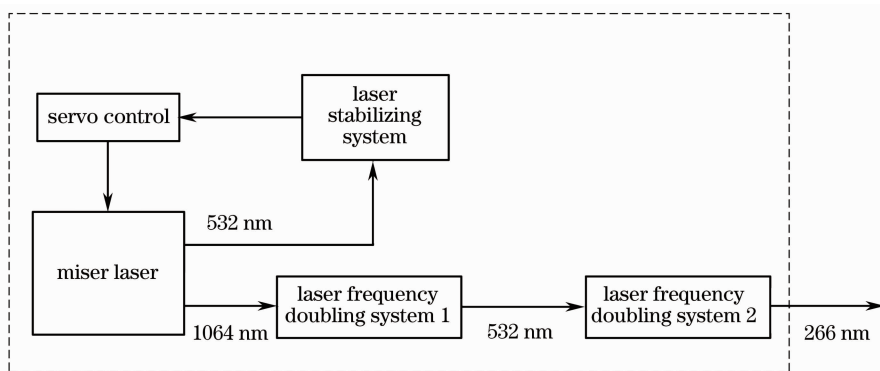 laser
stabilizing
system
servo control
532 nm
miser laser
laser frequency
doubling system 1
laser frequency
doubling system 2
1064 nm
532 nm
266 nm